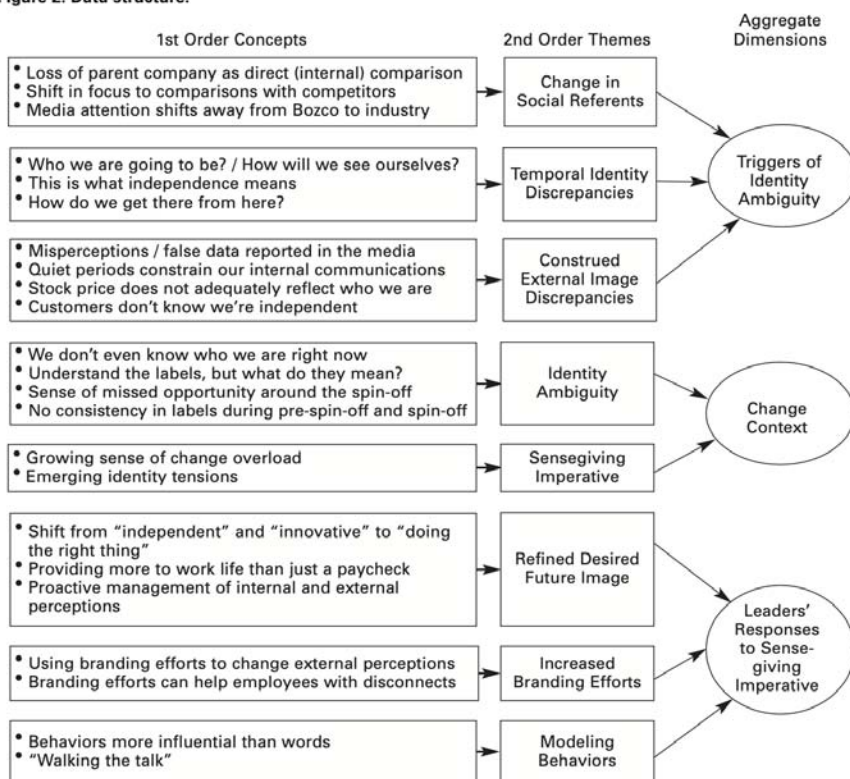 Figure 2. Data structure.
Aggregate
Dimensions
1st Order Concepts
2nd Order Themes
• Loss of parent company as direct (internal) comparison
• Shift in focus to comparisons with competitors
• Media attention shifts away from Bozco to industry
Change in
Social Referents
• Who we are going to be? / How will we see ourselves?
• This is what independence means
• How do we get there from here?
Temporal Identity
Discrepancies
Triggers of
Identity
Ambiguity
• Misperceptions / false data reported in the media
• Quiet periods constrain our internal communications
• Stock price does not adequately reflect who we are
• Customers don’t know we’re independent
Construed
External Image
Discrepancies
• We don’t even know who we are right now
• Understand the labels, but what do they mean?
• Sense of missed opportunity around the spin-off
• No consistency in labels during pre-spin-off and spin-off
Identity
Ambiguity
Change
Context
• Growing sense of change overload
• Emerging identity tensions
Sensegiving
Imperative
• Shift from “independent” and “innovative” to “doing
the right thing”
• Providing more to work life than just a paycheck
• Proactive management of internal and external
perceptions
Refined Desired
Future Image
Leaders’
Responses
to Sense-
giving
Imperative
• Using branding efforts to change external perceptions
• Branding efforts can help employees with disconnects
Increased
Branding Efforts
• Behaviors more influential than words
• “Walking the talk”
Modeling
Behaviors